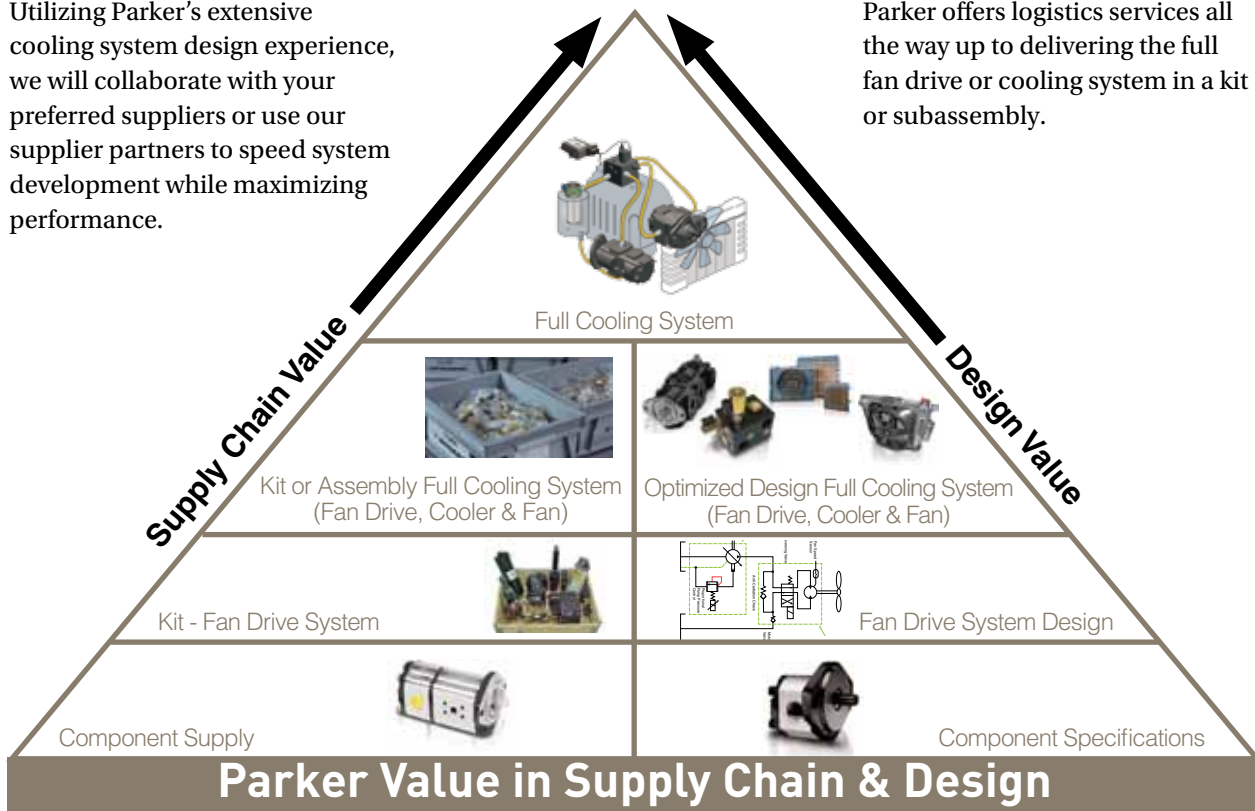 Utilizing Parker’s extensive
cooling system design experience,
we will collaborate with your
preferred suppliers or use our
supplier partners to speed system
development while maximizing
performance.
Parker offers logistics services all
the way up to delivering the full
fan drive or cooling system in a kit
or subassembly.
Supply Chain Value
Design Value
Full Cooling System
Kit or Assembly Full Cooling System
(Fan Drive, Cooler & Fan)
Optimized Design Full Cooling System
(Fan Drive, Cooler & Fan)
Kit - Fan Drive System
Fan Drive System Design
Component Supply
Component Specifications
Parker Value in Supply Chain & Design